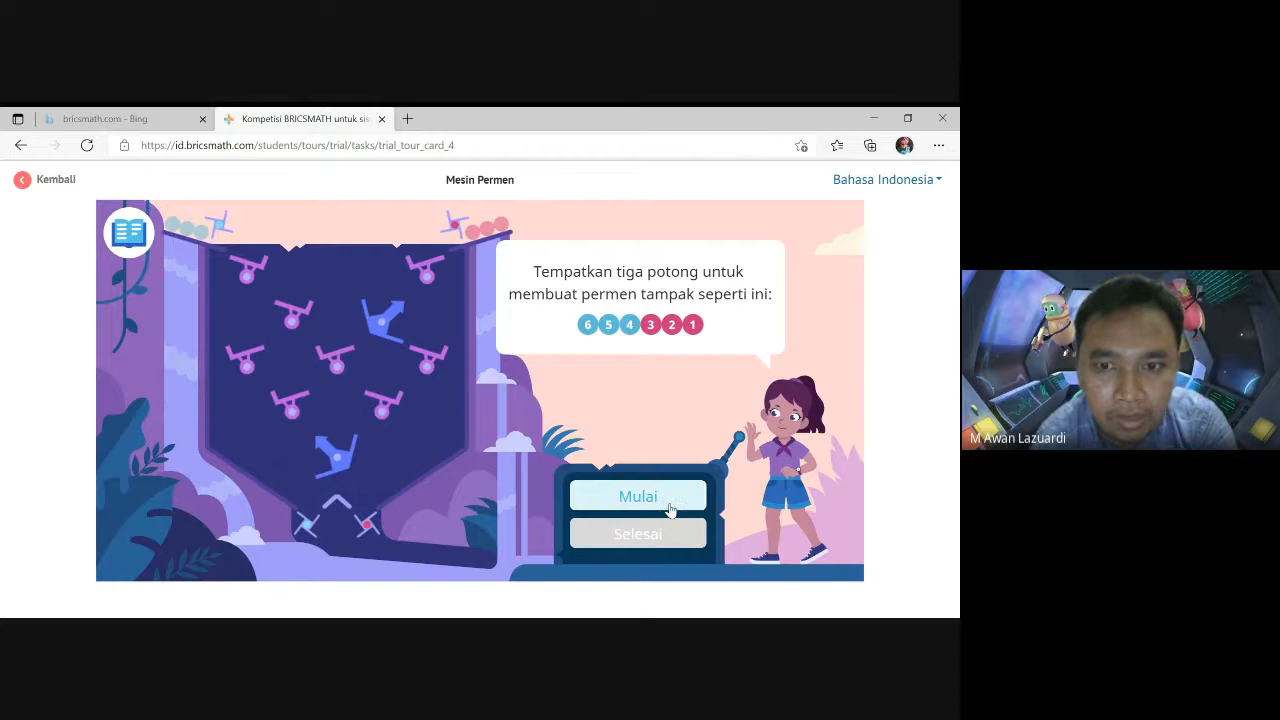 bricsmath.com - Bing
Kompetisi BRICSMATH untuk sis
https://id.bricsmath.com/students/tours/trial/tasks/trial_tour_card_4
Kembali
Mesin Permen
Bahasa Indonesia
Tempatkan tiga potong untuk
membuat permen tampak seperti ini:
6 5 4 3 2 1
Mulai
Selesai
M Awan Lazuardi